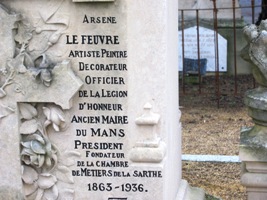 Arsene
Le Feuvre
Artiste Peintre
Decorateur
Officier
de la Legion
d'Honneur
Ancien Maire
du Mans
President
Fondateur
de la Chambre
de Metiers de la Sarthe
1863-1936.